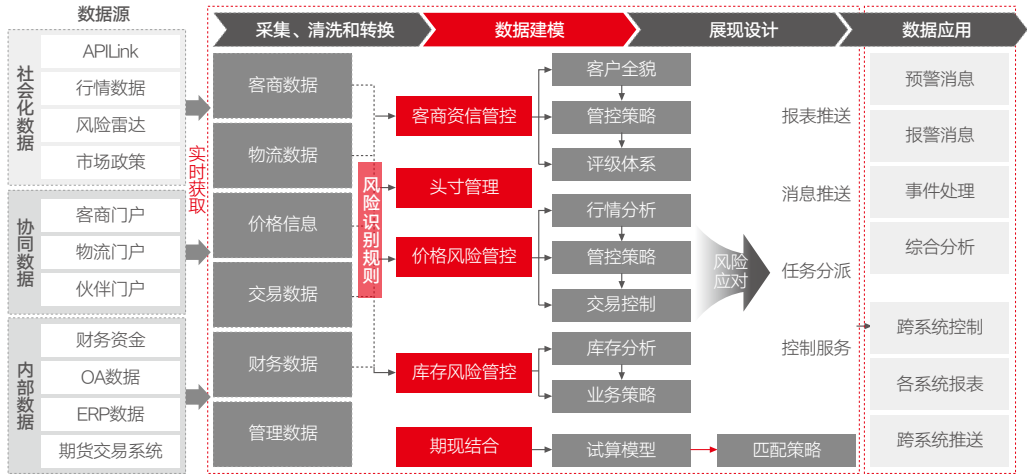 数据源
采集、清洗和转换
数据建模
展现设计
数据应用
社会化数据
APILink
行情数据
风险雷达
市场政策
协同数据
客商门户
物流门户
伙伴门户
内部数据
财务资金
OA数据
ERP数据
期货交易系统
实时获取
客商数据
物流数据
价格信息
交易数据
财务数据
管理数据
风险识别规则
客商资信管控
头寸管理
价格风险管控
库存风险管控
期现结合
客户全貌
管控策略
评级体系
行情分析
管控策略
交易控制
库存分析
业务策略
试算模型
匹配策略
风险
应对
报表推送
消息推送
任务分派
控制服务
预警消息
报警消息
事件处理
综合分析
跨系统控制
各系统报表
跨系统推送